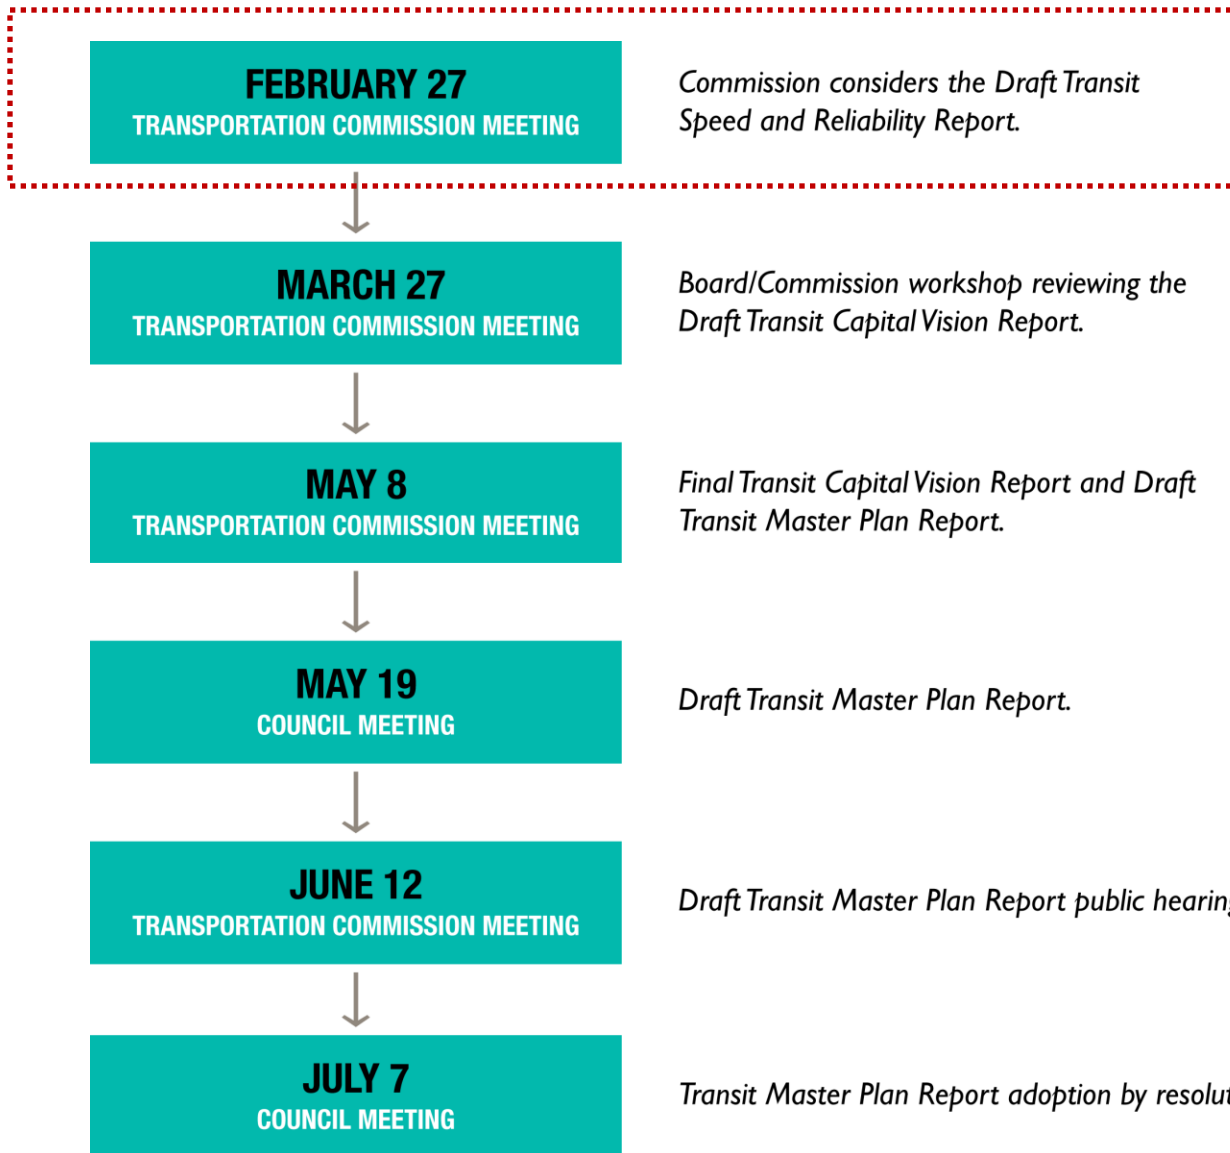 FEBRUARY 27
TRANSPORTATION COMMISSION MEETING
Commission considers the Draft Transit
Speed and Reliability Report.
MARCH 27
TRANSPORTATION COMMISSION MEETING
Board/Commission workshop reviewing the
Draft Transit Capital Vision Report.
MAY 8
TRANSPORTATION COMMISSION MEETING
Final Transit Capital Vision Report and Draft
Transit Master Plan Report.
MAY 19
COUNCIL MEETING
Draft Transit Master Plan Report.
JUNE 12
TRANSPORTATION COMMISSION MEETING
Draft Transit Master Plan Report public
JULY 7
COUNCIL MEETING
Transit Master Plan Report adoption by